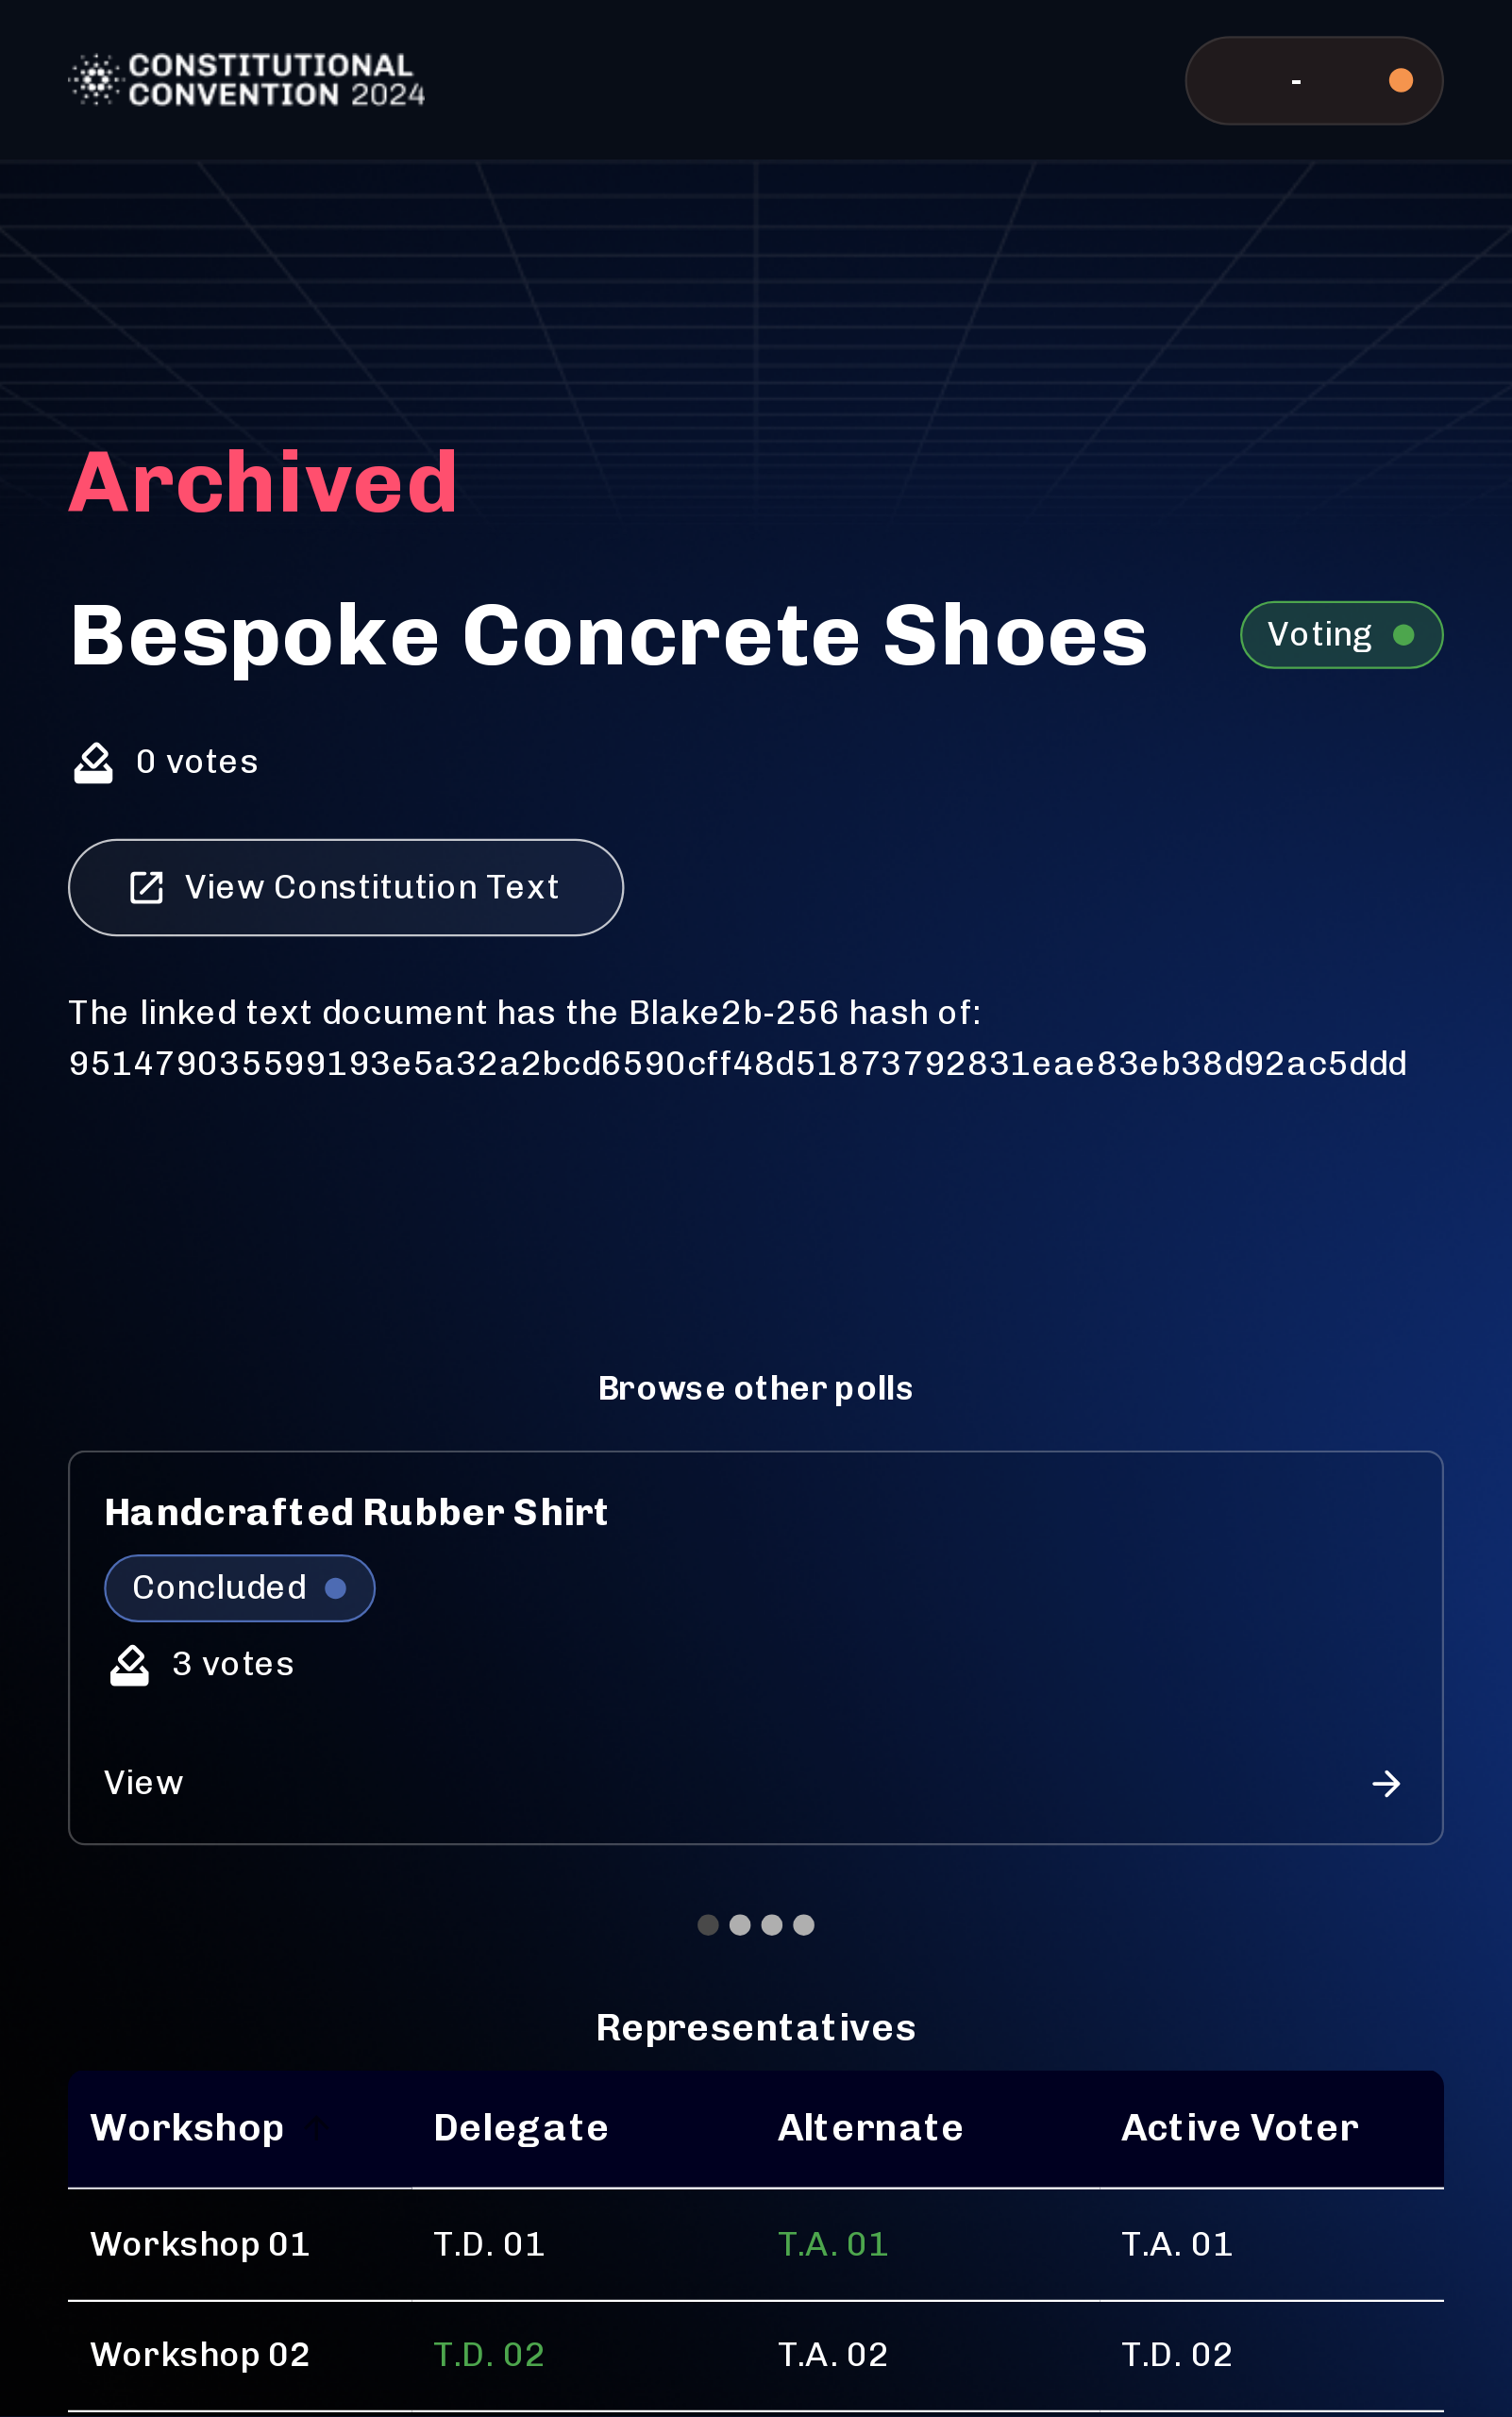 CONSTITUTIONAL
CONVENTION 2024
-
Archived
Bespoke Concrete Shoes
Voting
0 votes
View Constitution Text
The linked text document has the Blake2b-256 hash of:
951479035599193e5a32a2bcd6590cff48d51873792831eae83eb38d92ac5ddd
Browse other polls
Handcrafted Rubber Shirt
Concluded
3 votes
View
Representatives
Workshop Delegate Alternate Active Voter
Workshop 01 T.D. 01 T.A. 01 T.A. 01
Workshop 02 T.D. 02 T.A. 02 T.D. 02